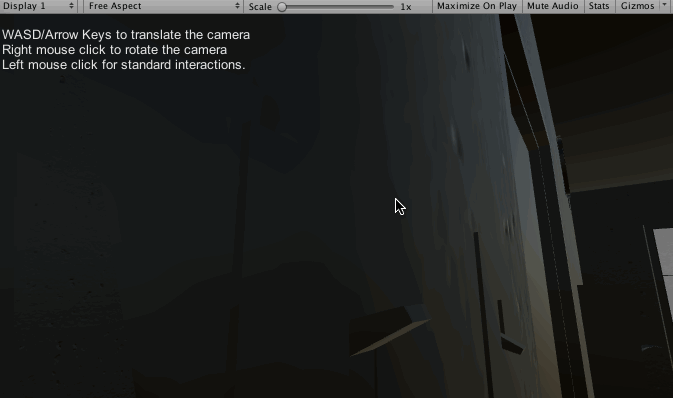 Display 1 Free Aspect Scale 1x Maximize On Play Mute Audio Stats Gizmos
WASD/Arrow Keys to translate the camera
Right mouse click to rotate the camera
Left mouse click for standard interactions.